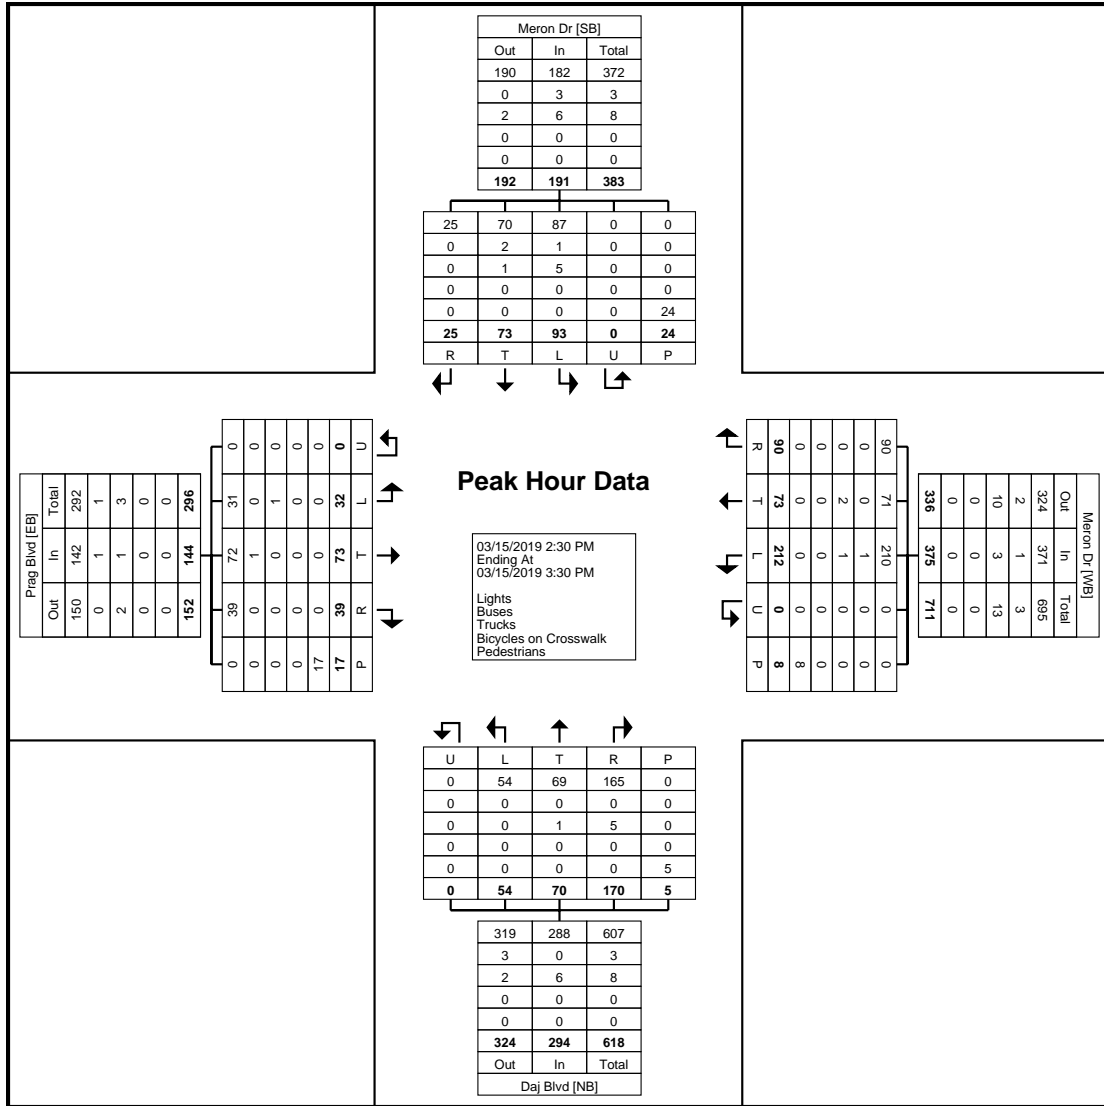 Meron Dr [SB]
Out In Total
190 182 372
0 3 3
2 6 8
0 0 0
0 0 0
192 191 383
25 70 87 0 0
0 2 1 0 0
0 1 5 0 0
0 0 0 0 0
0 0 0 0 24
25 73 93 0 24
R T L U P
Prag Blvd [EB]
Total In Out
292 142 150
1 1 0
3 1 2
0 0 0
0 0 0
296 144 152
0 31 72 39 0
0 0 1 0 0
0 1 0 0 0
0 0 0 0 0
0 0 0 0 17
0 32 73 39 17
U L T R P
Peak Hour Data
03/15/2019 2:30 PM
Ending At
03/15/2019 3:30 PM
Lights
Buses
Trucks
Bicycles on Crosswalk
Pedestrians
R T L U P
90 73 212 0 8
0 0 0 0 8
0 0 0 0 0
0 2 1 0 0
0 0 1 0 0
90 71 210 0 0
336 375 711
0 0 0
0 0 0
10 3 13
2 1 3
324 371 695
Out In Total
Meron Dr [WB]
U L T R P
0 54 69 165 0
0 0 0 0 0
0 0 1 5 0
0 0 0 0 0
0 0 0 0 5
0 54 70 170 5
319 288 607
3 0 3
2 6 8
0 0 0
0 0 0
324 294 618
Out In Total
Daj Blvd [NB]